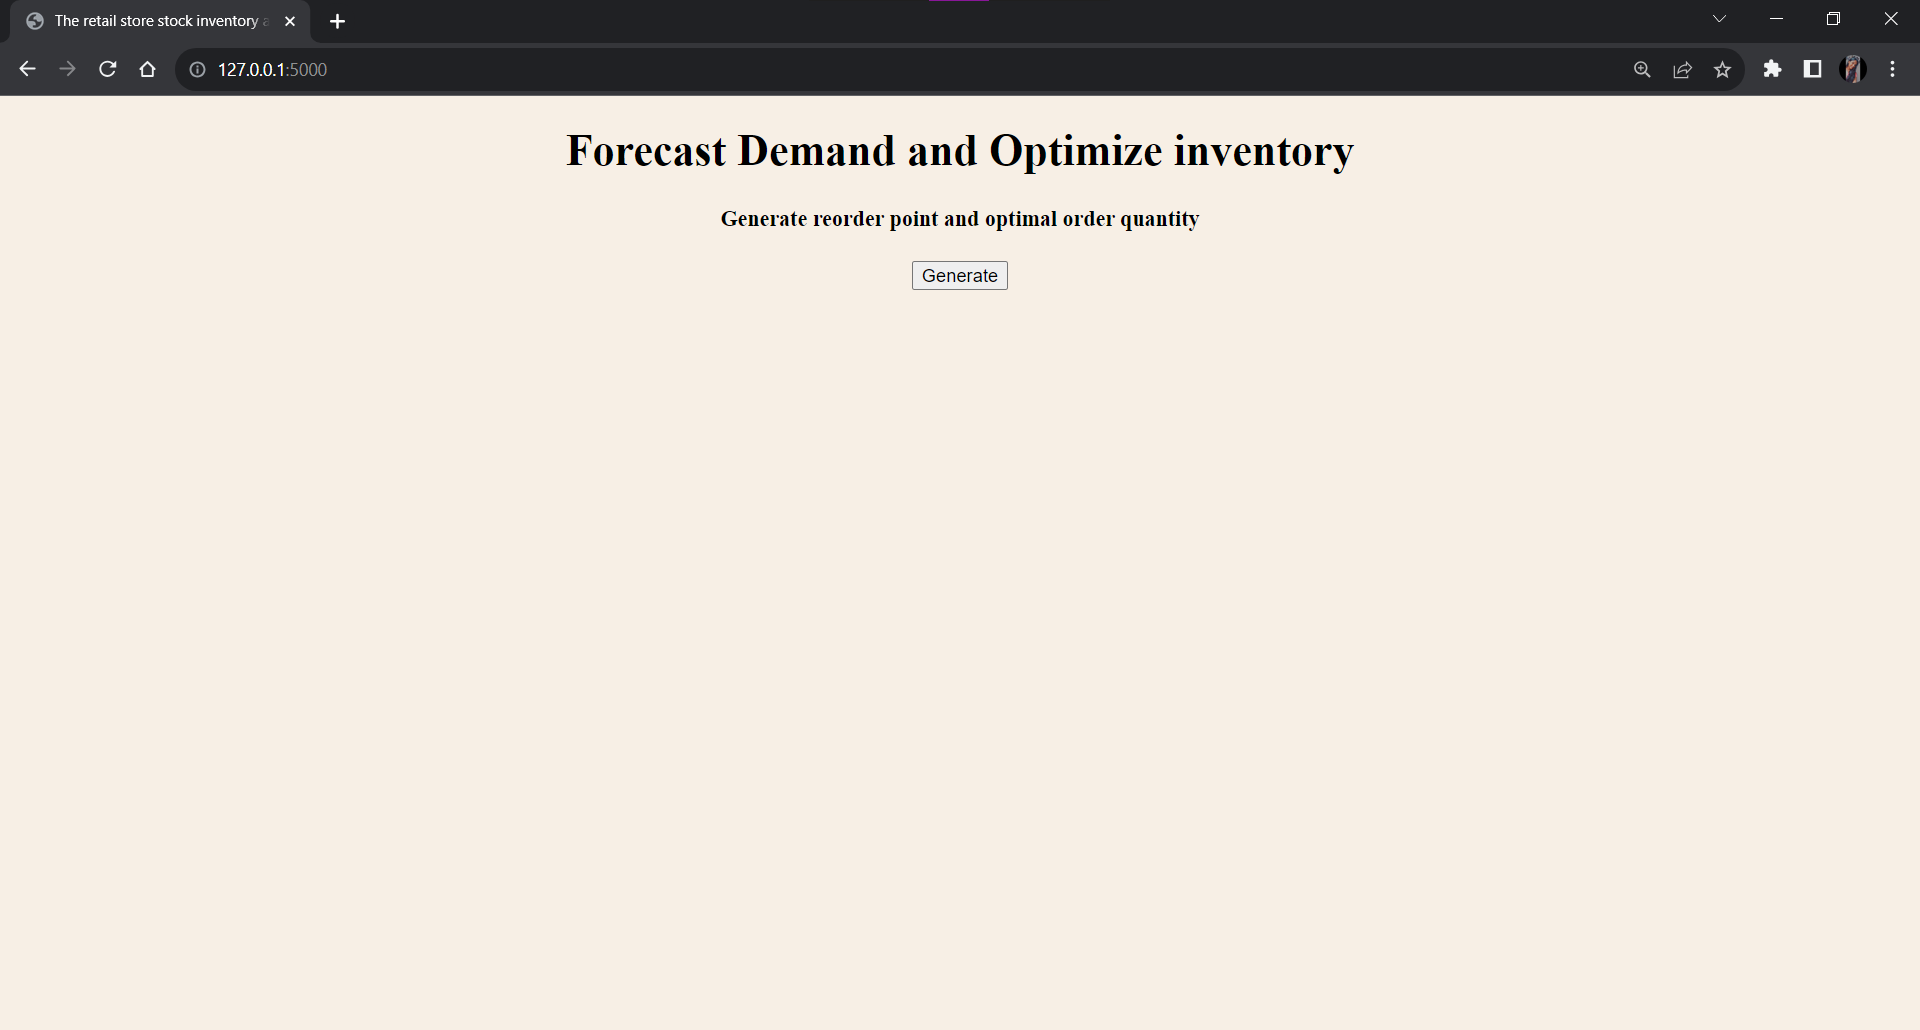 The retail store stock inventory a
127.0.0.1:5000
Forecast Demand and Optimize inventory
Generate reorder point and optimal order quantity
Generate